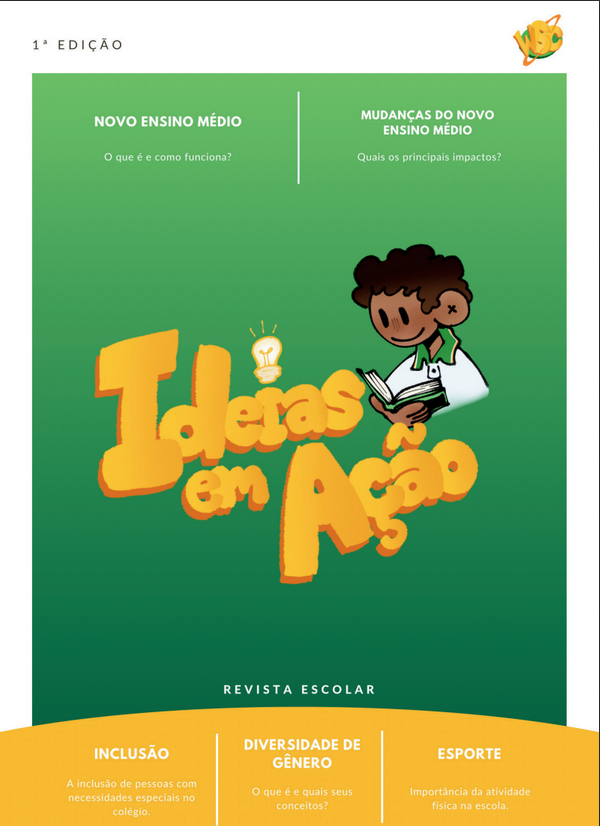 1ª EDIÇÃO
WSC
NOVO ENSINO MÉDIO
O que é e como funciona?
MUDANÇAS DO NOVO
ENSINO MÉDIO
Quais os principais impactos?
Ideias
em Ação
REVISTA ESCOLAR
INCLUSÃO
A inclusão de pessoas com
necessidades especiais no
colégio.
DIVERSIDADE DE
GÊNERO
O que é e quais seus
conceitos?
ESPORTE
Importância da atividade
física na escola.